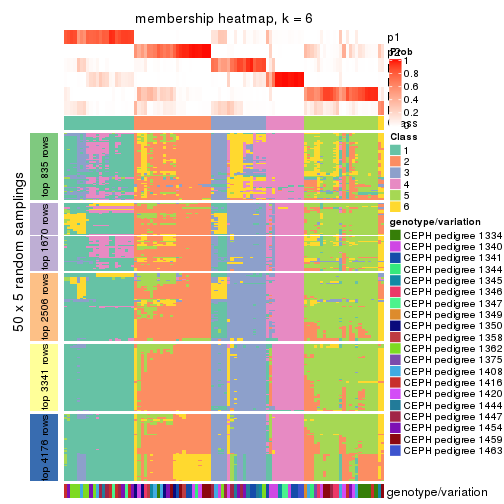 membership heatmap, k = 6
p1
p2
Prob
1
0.8
0.6
0.4
0.2
0
Class
1
2
3
4
5
6
genotype/variation
CEPH pedigree 1334
CEPH pedigree 1340
CEPH pedigree 1341
CEPH pedigree 1344
CEPH pedigree 1345
CEPH pedigree 1346
CEPH pedigree 1347
CEPH pedigree 1349
CEPH pedigree 1350
CEPH pedigree 1358
CEPH pedigree 1362
CEPH pedigree 1375
CEPH pedigree 1408
CEPH pedigree 1416
CEPH pedigree 1420
CEPH pedigree 1444
CEPH pedigree 1447
CEPH pedigree 1454
CEPH pedigree 1459
CEPH pedigree 1463
50 x 5 random samplings
top 835 rows
top 1670 rows
top 2506 rows
top 3341 rows
top 4176 rows
genotype/variation